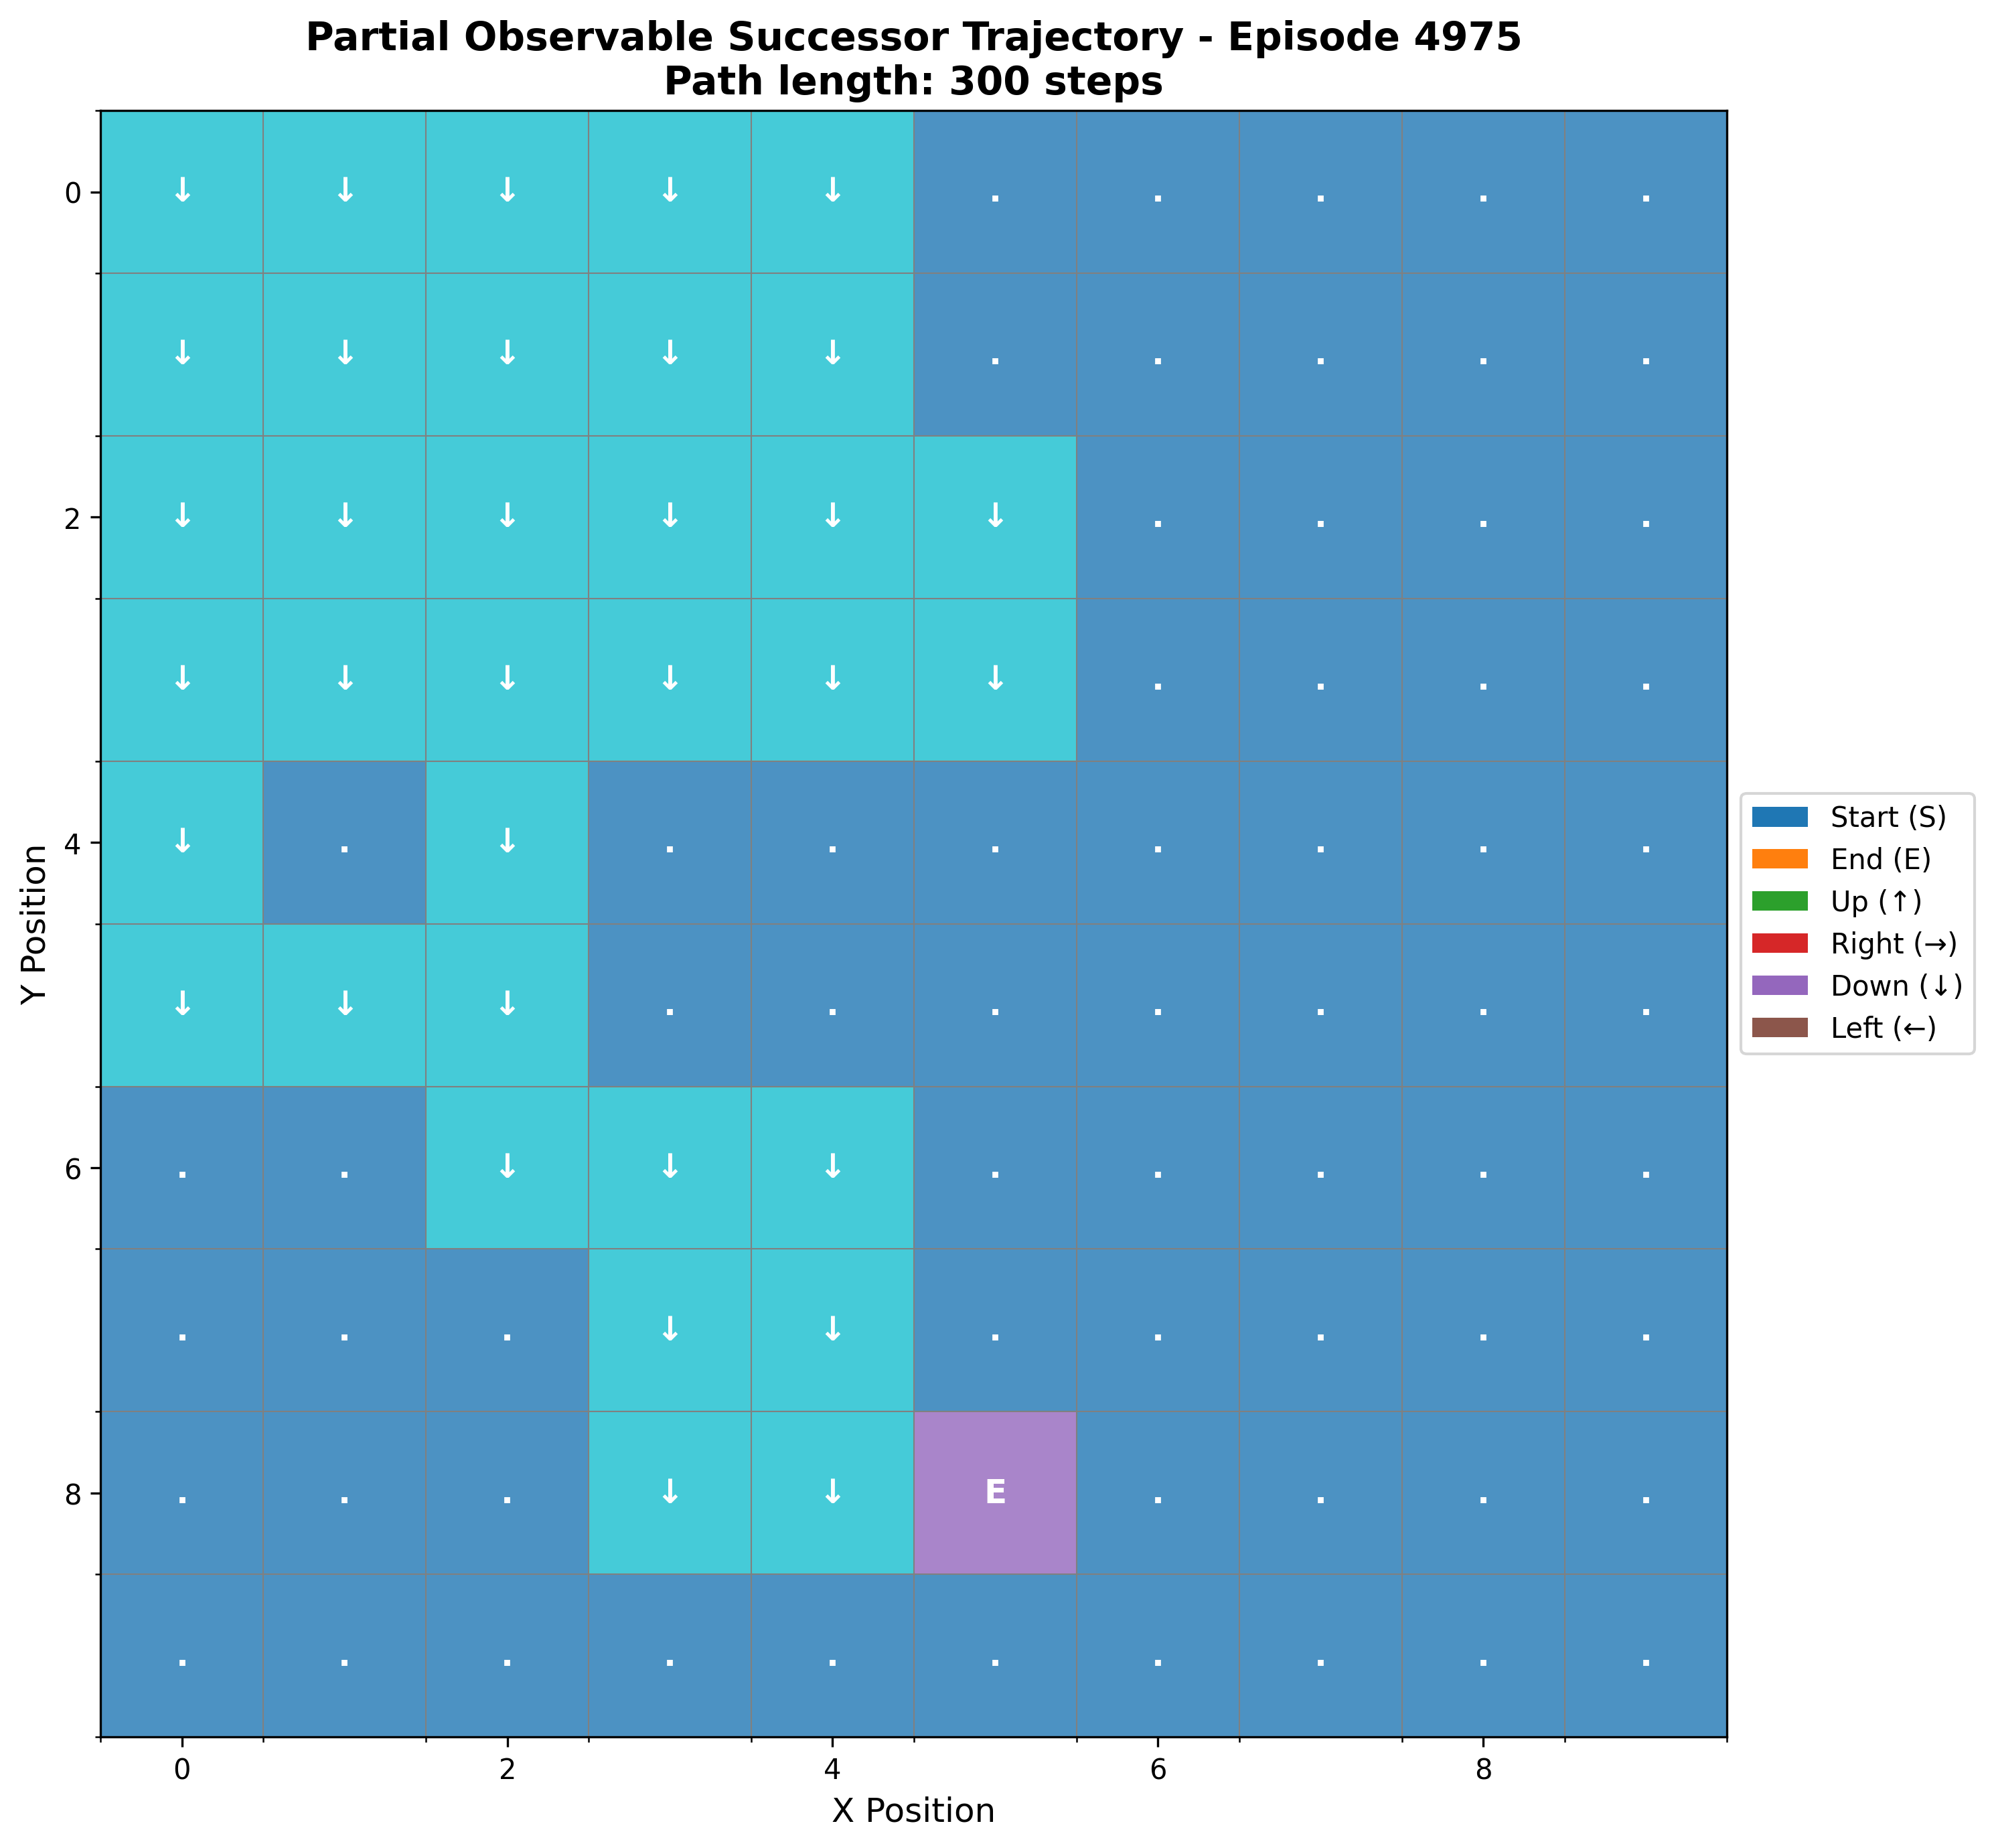 Partial Observable Successor Trajectory - Episode 4975
Path length: 300 steps
0 ↓ ↓ ↓ ↓ ↓ . . . . .
↓ ↓ ↓ ↓ ↓ . . . . .
2 ↓ ↓ ↓ ↓ ↓ ↓ . . . .
↓ ↓ ↓ ↓ ↓ ↓ . . . .
4 ↓ . ↓ . . . . . . .
↓ ↓ ↓ . . . . . . .
6 . . ↓ ↓ ↓ . . . . .
. . . ↓ ↓ . . . . .
8 . . . ↓ ↓ E . . . .
. . . . . . . . . .
0 2 4 6 8
X Position
Y Position
Start (S)
End (E)
Up (↑)
Right (→)
Down (↓)
Left (←)